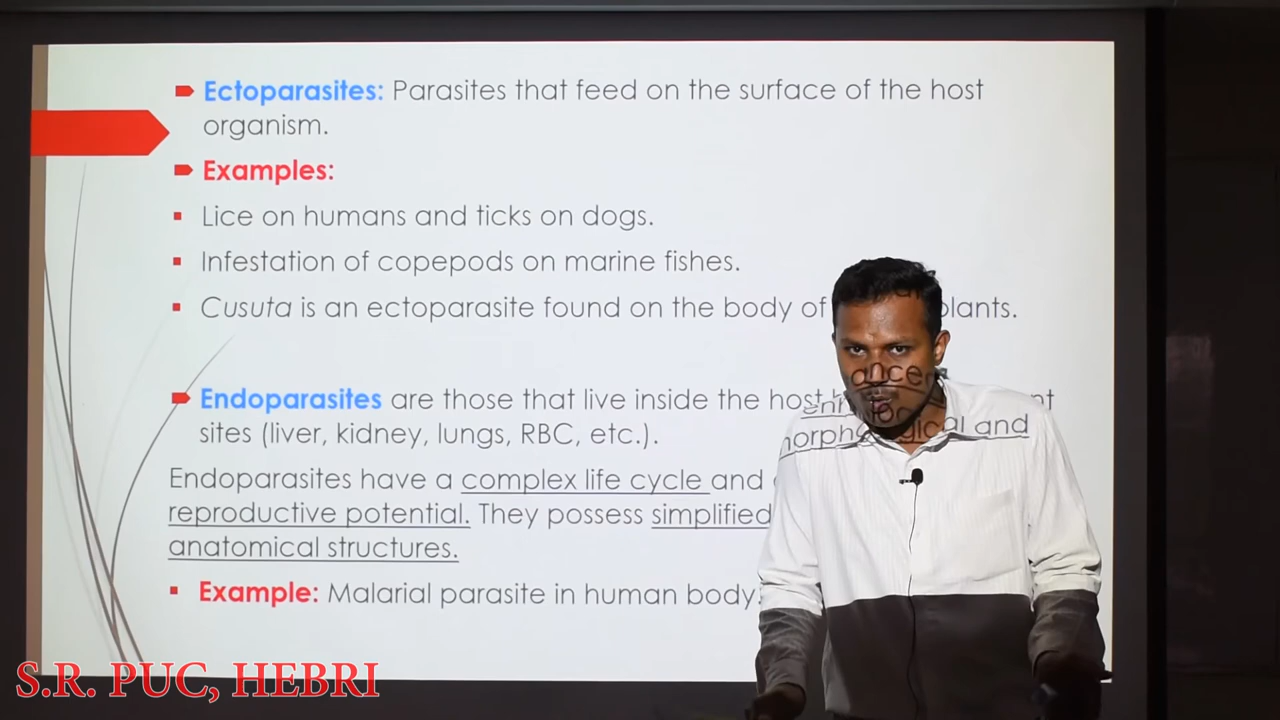 Ectoparasites: Parasites that feed on the surface of the host
organism.
Examples:
Lice on humans and ticks on dogs.
Infestation of copepods on marine fishes.
Cusuta is an ectoparasite found on the body of plants.
Endoparasites are those that live inside the host
sites (liver, kidney, lungs, RBC, etc.).
Endoparasites have a complex life cycle and
reproductive potential. They possess simplified and
anatomical structures.
Example: Malarial parasite in human body.
S.R. PUC, HEBRI